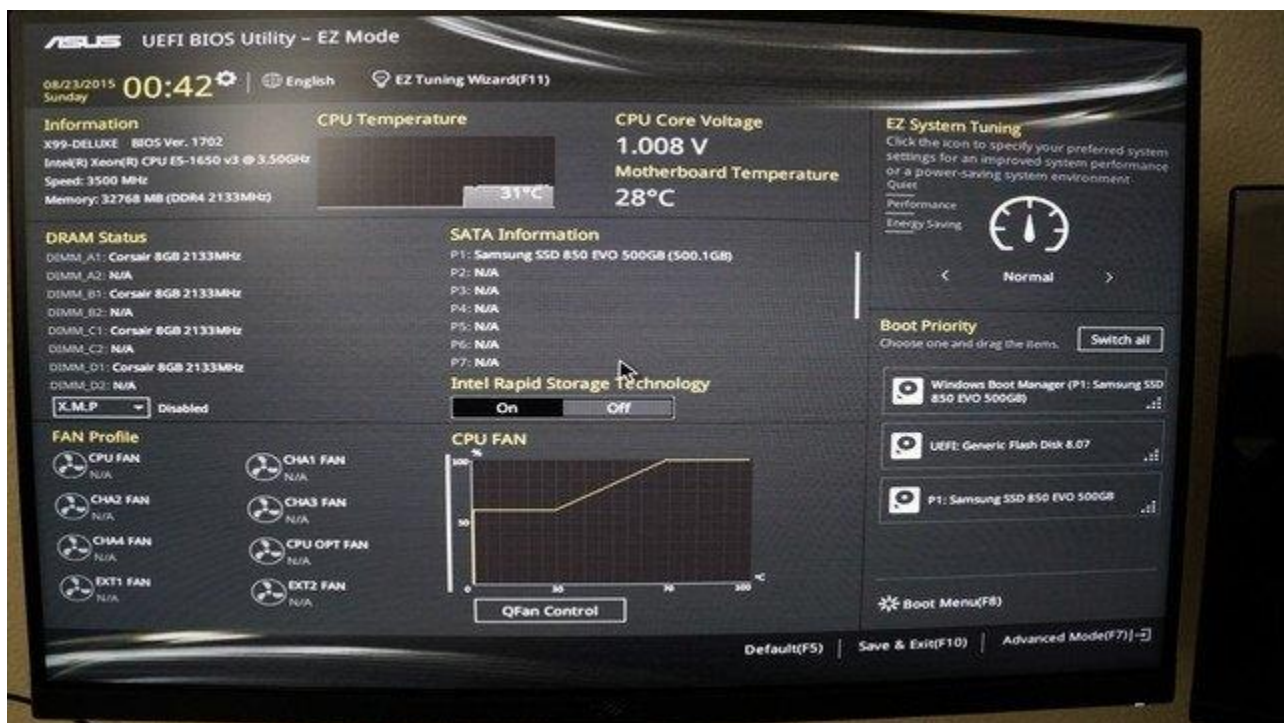 ASUS UEFI BIOS Utility – EZ Mode
08/23/2015
Sunday
00:42
English
EZ Tuning Wizard(F11)
Information
X99-DELUXE BIOS Ver. 1702
Intel(R) Xeon(R) CPU E5-1650 v3 @ 3.50GHz
Speed: 3500 MHz
Memory: 32768 MB (DDR4 2133MHz)
CPU Temperature
31°C
CPU Core Voltage
1.008 V
Motherboard Temperature
28°C
EZ System Tuning
Click the icon to specify your preferred system
settings for an improved system performance
or a power-saving system environment
Quiet
Performance
Energy Saving
Normal
DRAM Status
DIMM_A1: Corsair 8GB 2133MHz
DIMM_A2: N/A
DIMM_B1: Corsair 8GB 2133MHz
DIMM_B2: N/A
DIMM_C1: Corsair 8GB 2133MHz
DIMM_C2: N/A
DIMM_D1: Corsair 8GB 2133MHz
DIMM_D2: N/A
X.M.P Disabled
SATA Information
P1: Samsung SSD 850 EVO 500GB (500.1GB)
P2: N/A
P3: N/A
P4: N/A
P5: N/A
P6: N/A
P7: N/A
Intel Rapid Storage Technology
On Off
Boot Priority
Choose one and drag the items.
Switch all
Windows Boot Manager (P1: Samsung SSD
850 EVO 500GB)
UEFI: Generic Flash Disk 8.07
P1: Samsung SSD 850 EVO 500GB
FAN Profile
CPU FAN
N/A
CHA1 FAN
N/A
CHA2 FAN
N/A
CHA3 FAN
N/A
CHA4 FAN
N/A
CPU OPT FAN
N/A
EXT1 FAN
N/A
EXT2 FAN
N/A
CPU FAN
%
100
50
0
30
70
100
°C
QFan Control
Boot Menu(F8)
Default(F5)
Save & Exit(F10)
Advanced Mode(F7)